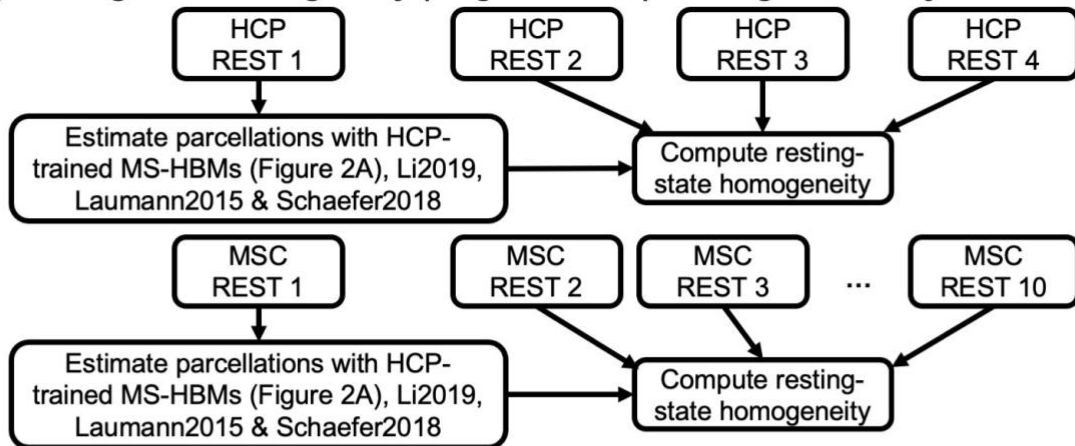 HCP
REST 1
HCP
REST 2
HCP
REST 3
HCP
REST 4
Estimate parcellations with HCP-
trained MS-HBMs (Figure 2A), Li2019,
Laumann2015 & Schaefer2018
Compute resting-
state homogeneity
MSC
REST 1
MSC
REST 2
MSC
REST 3
...
MSC
REST 10
Estimate parcellations with HCP-
trained MS-HBMs (Figure 2A), Li2019,
Laumann2015 & Schaefer2018
Compute resting-
state homogeneity